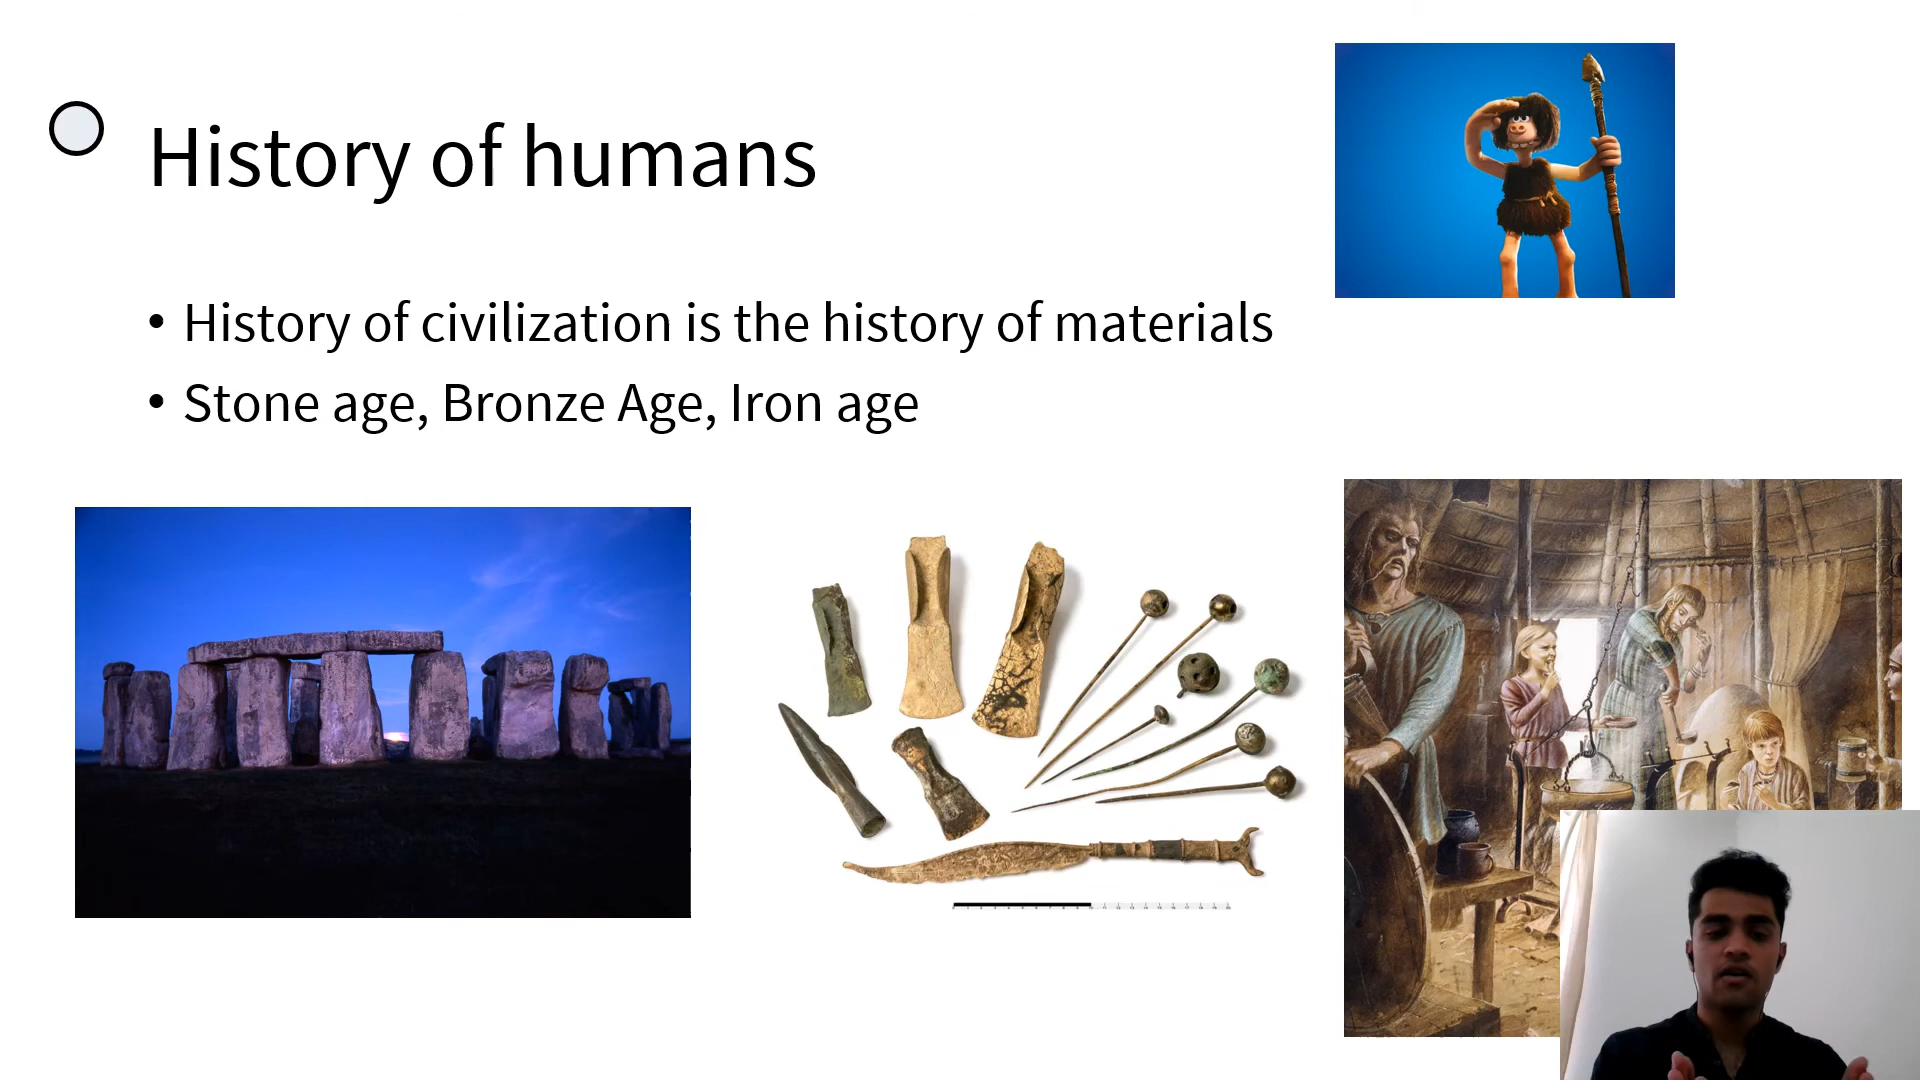 History of humans
• History of civilization is the history of materials
• Stone age, Bronze Age, Iron age